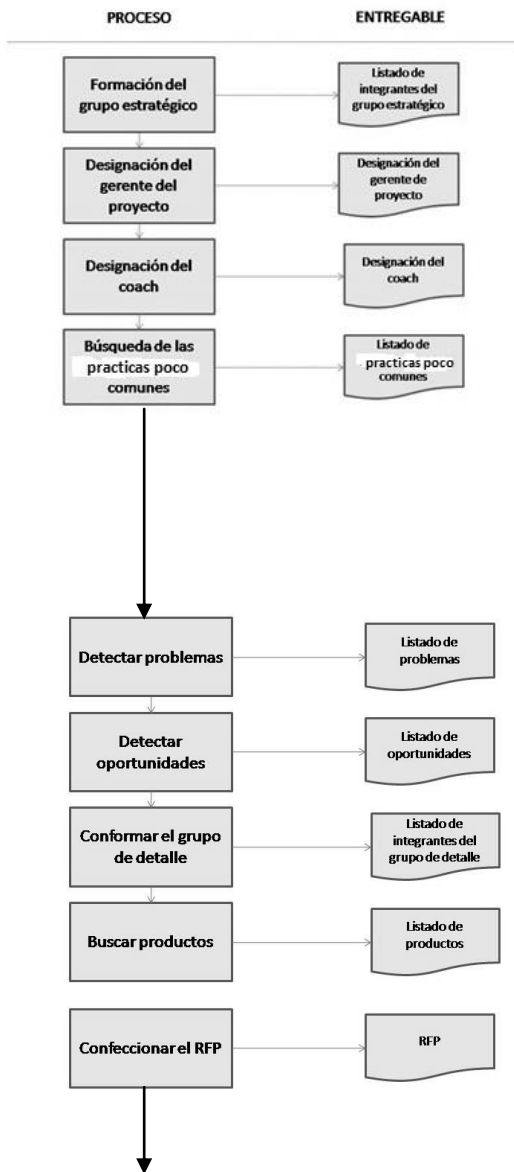 PROCESO
ENTREGABLE
Formación del
grupo estratégico
Listado de
integrantes del
grupo estratégico
Designación del
gerente del
proyecto
Designación del
gerente de
proyecto
Designación del
coach
Designación del
coach
Búsqueda de las
practicas poco
comunes
Listado de
practicas poco
comunes
Detectar problemas
Listado de
problemas
Detectar
oportunidades
Listado de
oportunidades
Conformar el grupo
de detalle
Listado de
integrantes del
grupo de detalle
Buscar productos
Listado de
productos
Confeccionar el RFP
RFP